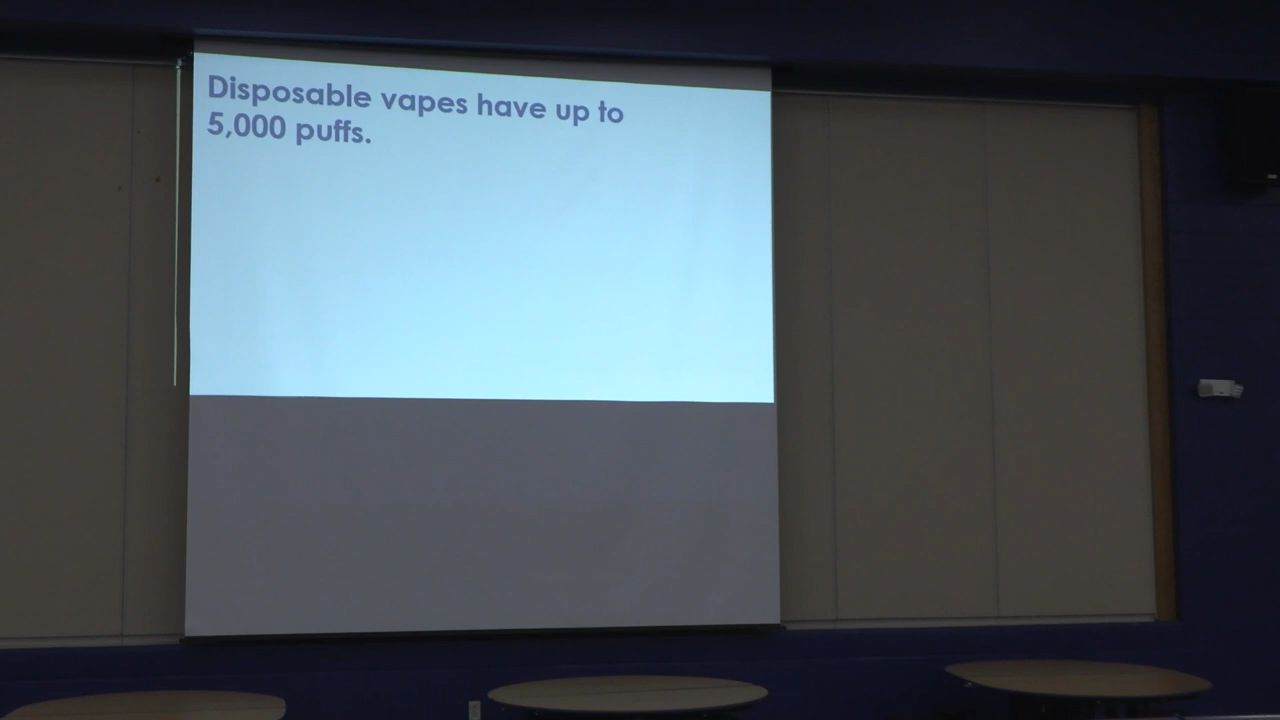 Disposable vapes have up to
5,000 puffs.